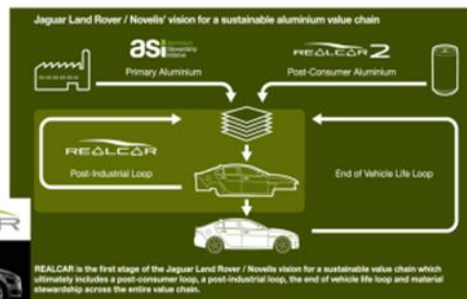 Jaguar Land Rover / Novelis' vision for a sustainable aluminium value chain
asi Aluminium Stewardship Initiative
REALCAR 2
Primary Aluminium
Post-Consumer Aluminium
REALCAR
Post-Industrial Loop
End of Vehicle Life Loop
REALCAR is the first stage of the Jaguar Land Rover / Novelis vision for a sustainable value chain which
ultimately includes a post-consumer loop, a post-industrial loop, the end of vehicle life loop and material
stewardship across the entire value chain.